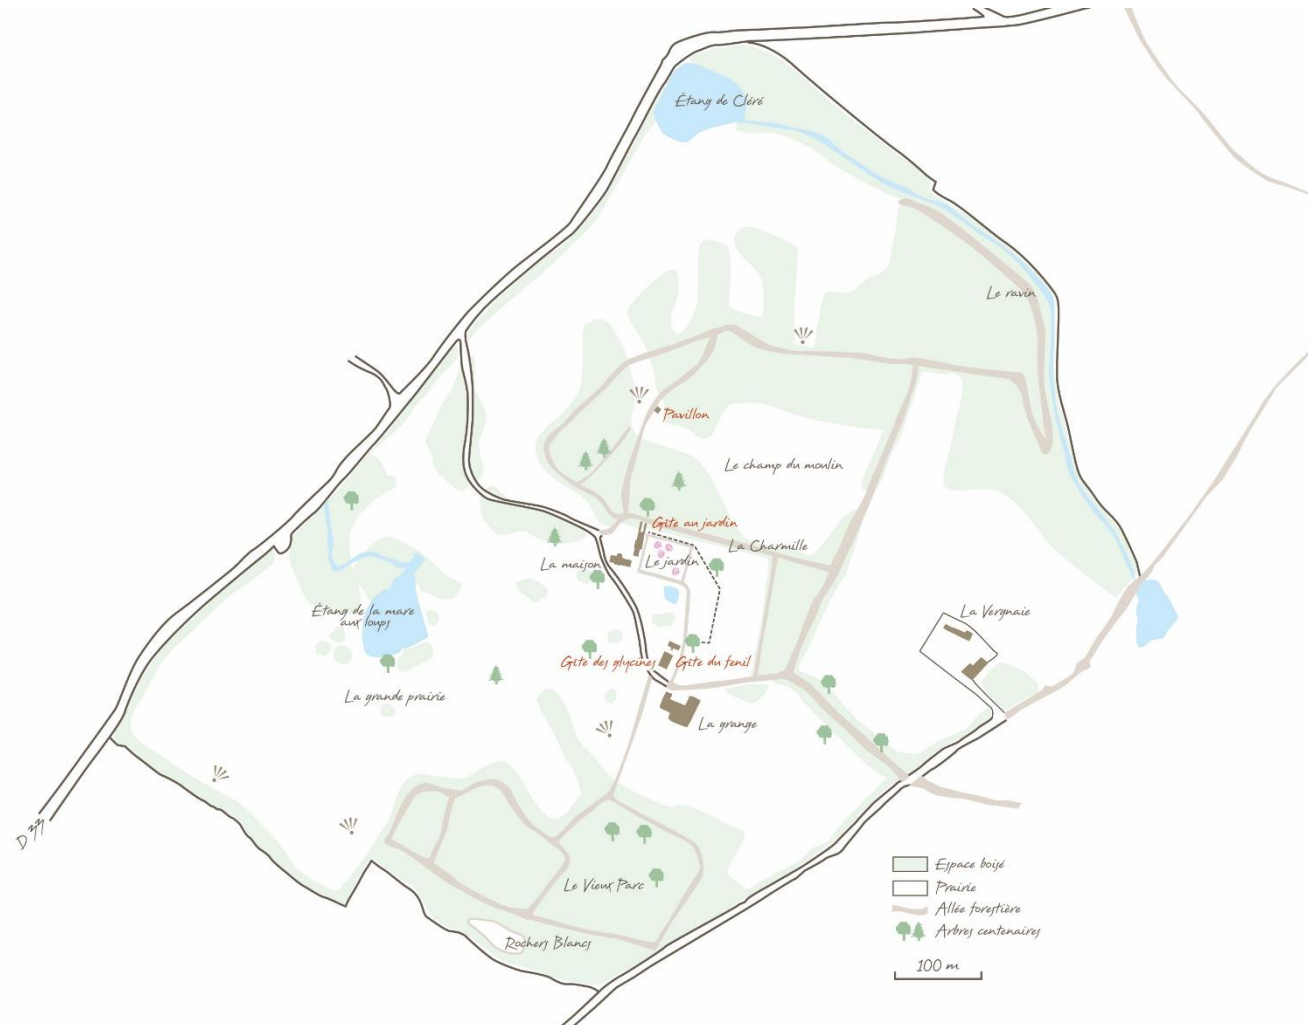 Étang de Cléré
Le ravin
Pavillon
Le champ du moulin
Gîte au jardin
La Charmille
La maison
Le jardin
Étang de la mare
aux loups
La Vergnaie
Gîte des glycines
Gîte du fenil
La grande prairie
La grange
D 33
Le Vieux Parc
Rochers Blancs
Espace boisé
Prairie
Allée forestière
Arbres centenaires
100 m